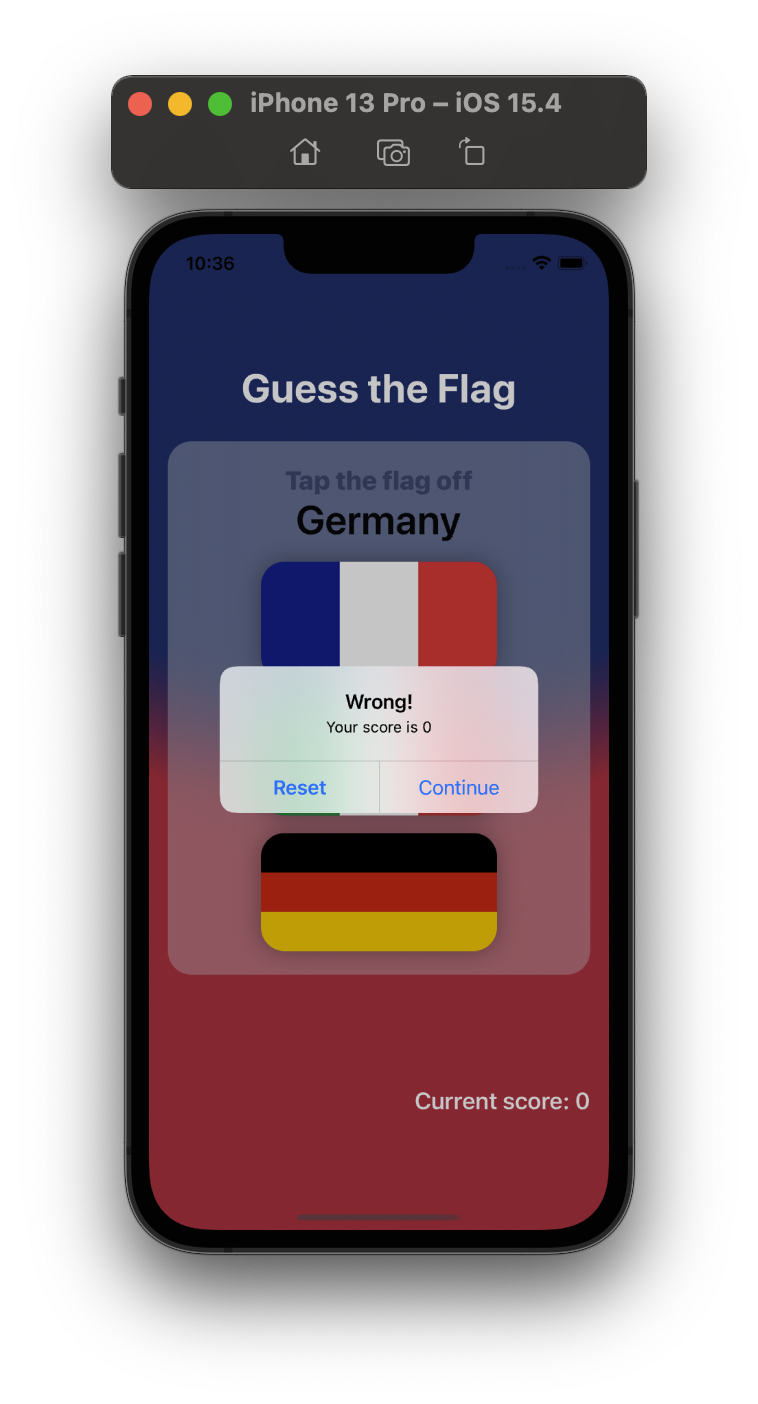 iPhone 13 Pro – iOS 15.4
10:36
Guess the Flag
Tap the flag off
Germany
Wrong!
Your score is 0
Reset
Continue
Current score: 0